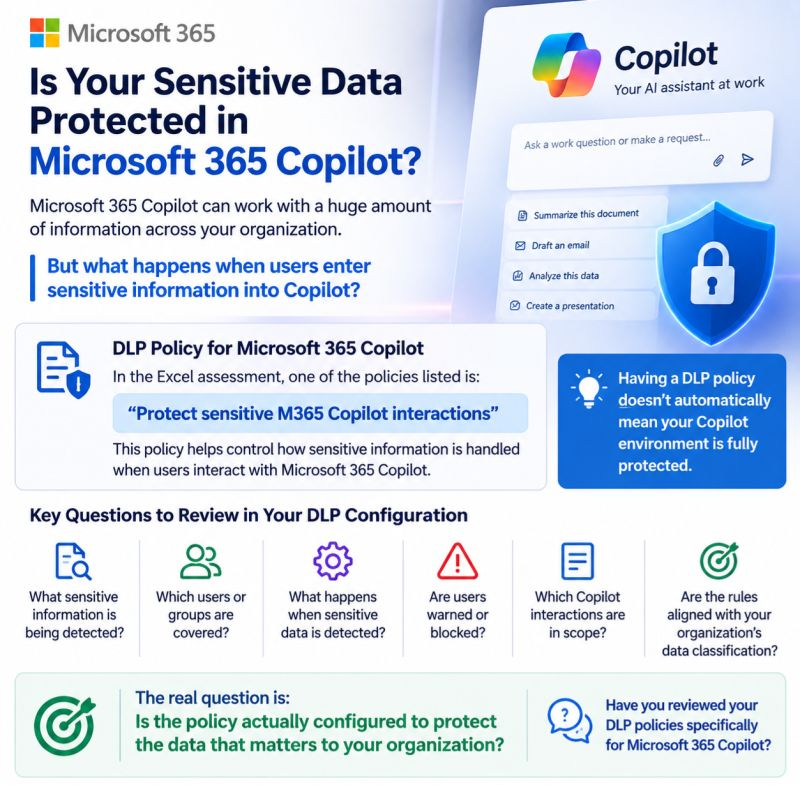 Microsoft 365
Is Your Sensitive Data
Protected in
Microsoft 365 Copilot?
Microsoft 365 Copilot can work with a huge amount
of information across your organization.
But what happens when users enter
sensitive information into Copilot?
Copilot
Your AI assistant at work
Ask a work question or make a request...
Summarize this document
Draft an email
Analyze this data
Create a presentation
DLP Policy for Microsoft 365 Copilot
In the Excel assessment, one of the policies listed is:
“Protect sensitive M365 Copilot interactions”
This policy helps control how sensitive information is handled
when users interact with Microsoft 365 Copilot.
Having a DLP policy
doesn’t automatically
mean your Copilot
environment is fully
protected.
Key Questions to Review in Your DLP Configuration
What sensitive
information is
being detected?
Which users or
groups are
covered?
What happens
when sensitive
data is detected?
Are users
warned or
blocked?
Which Copilot
interactions are
in scope?
Are the rules
aligned with your
organization’s
data classification?
The real question is:
Is the policy actually configured to protect
the data that matters to your organization?
?
Have you reviewed your
DLP policies specifically
for Microsoft 365 Copilot?